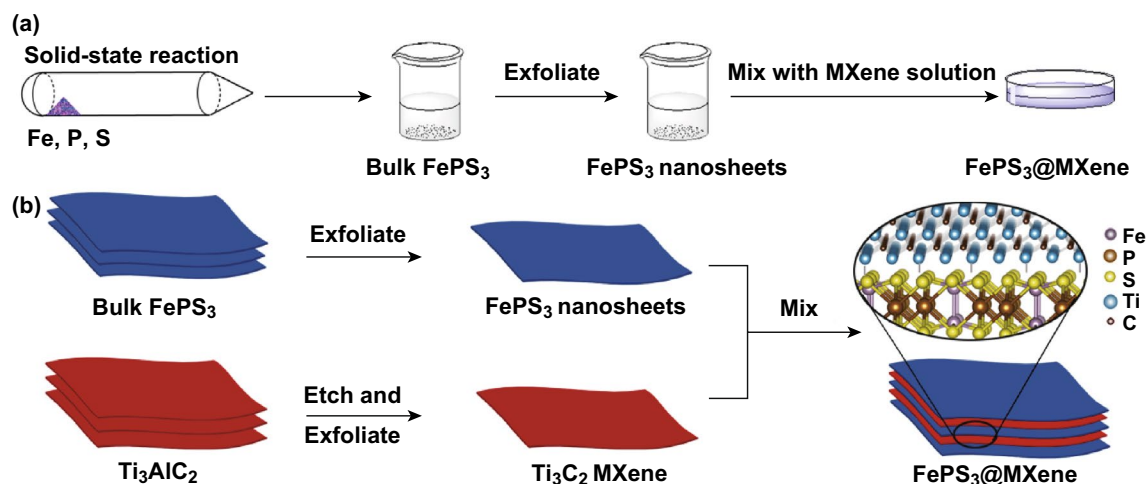 (a)
Solid-state reaction
Fe, P, S
Bulk FePS₃
Exfoliate
FePS₃ nanosheets
Mix with MXene solution
FePS₃@MXene
(b)
Bulk FePS₃
Exfoliate
FePS₃ nanosheets
Ti₃AlC₂
Etch and
Exfoliate
Ti₃C₂ MXene
Mix
Fe
P
S
Ti
C
FePS₃@MXene